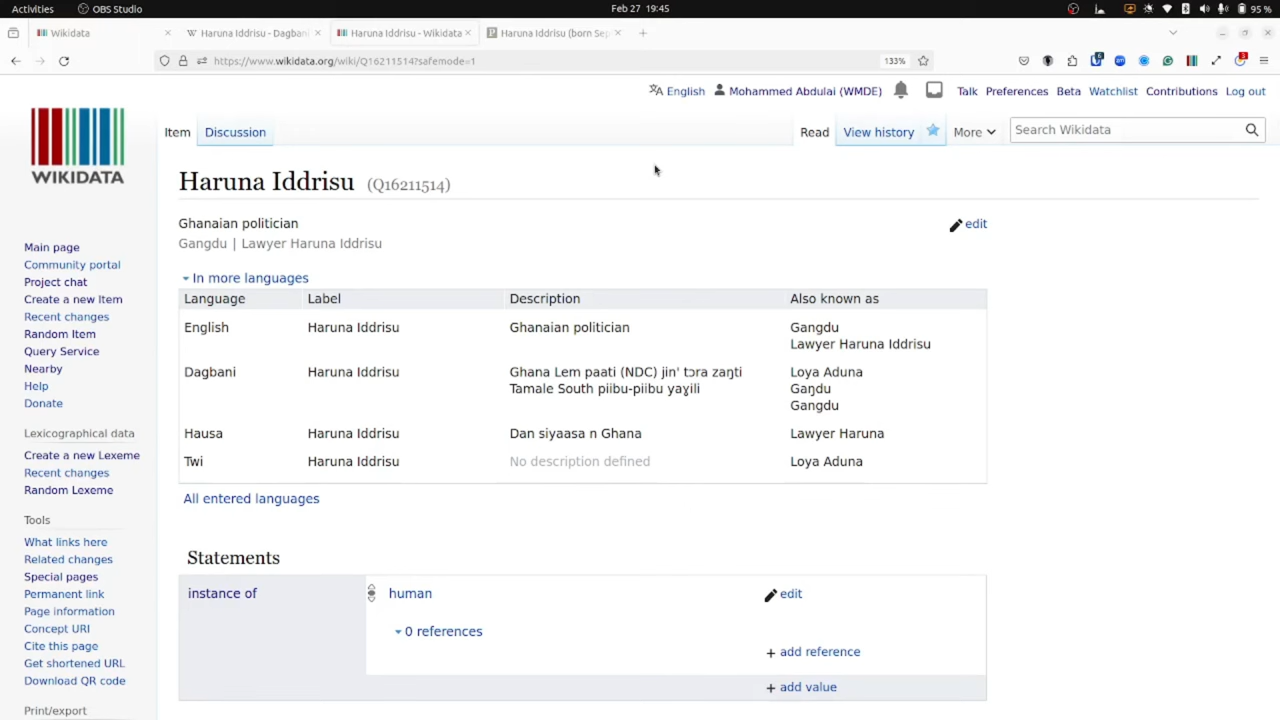 Activities OBS Studio Feb 27 19:45 95 %
Wikidata Haruna Iddrisu - Dagban Haruna Iddrisu - Wikidata Haruna Iddrisu (born Sep
https://www.wikidata.org/wiki/Q16211514?safemode=1 133%
English Mohammed Abdulai (WMDE) Talk Preferences Beta Watchlist Contributions Log out
Item Discussion Read View history More Search Wikidata
WIKIDATA
Haruna Iddrisu (Q16211514)
Ghanaian politician edit
Gangdu | Lawyer Haruna Iddrisu
In more languages
Language Label Description Also known as
English Haruna Iddrisu Ghanaian politician Gangdu
Lawyer Haruna Iddrisu
Dagbani Haruna Iddrisu Ghana Lem paati (NDC) jin' tɔra zaŋti Loya Aduna
Tamale South piibu-piibu yaɣili Gaŋdu
Gangdu
Hausa Haruna Iddrisu Dan siyaasa n Ghana Lawyer Haruna
Twi Haruna Iddrisu No description defined Loya Aduna
All entered languages
Statements
instance of human edit
0 references
+ add reference
+ add value
Main page
Community portal
Project chat
Create a new Item
Recent changes
Random Item
Query Service
Nearby
Help
Donate
Lexicographical data
Create a new Lexeme
Recent changes
Random Lexeme
Tools
What links here
Related changes
Special pages
Permanent link
Page information
Concept URI
Cite this page
Get shortened URL
Download QR code
Print/export